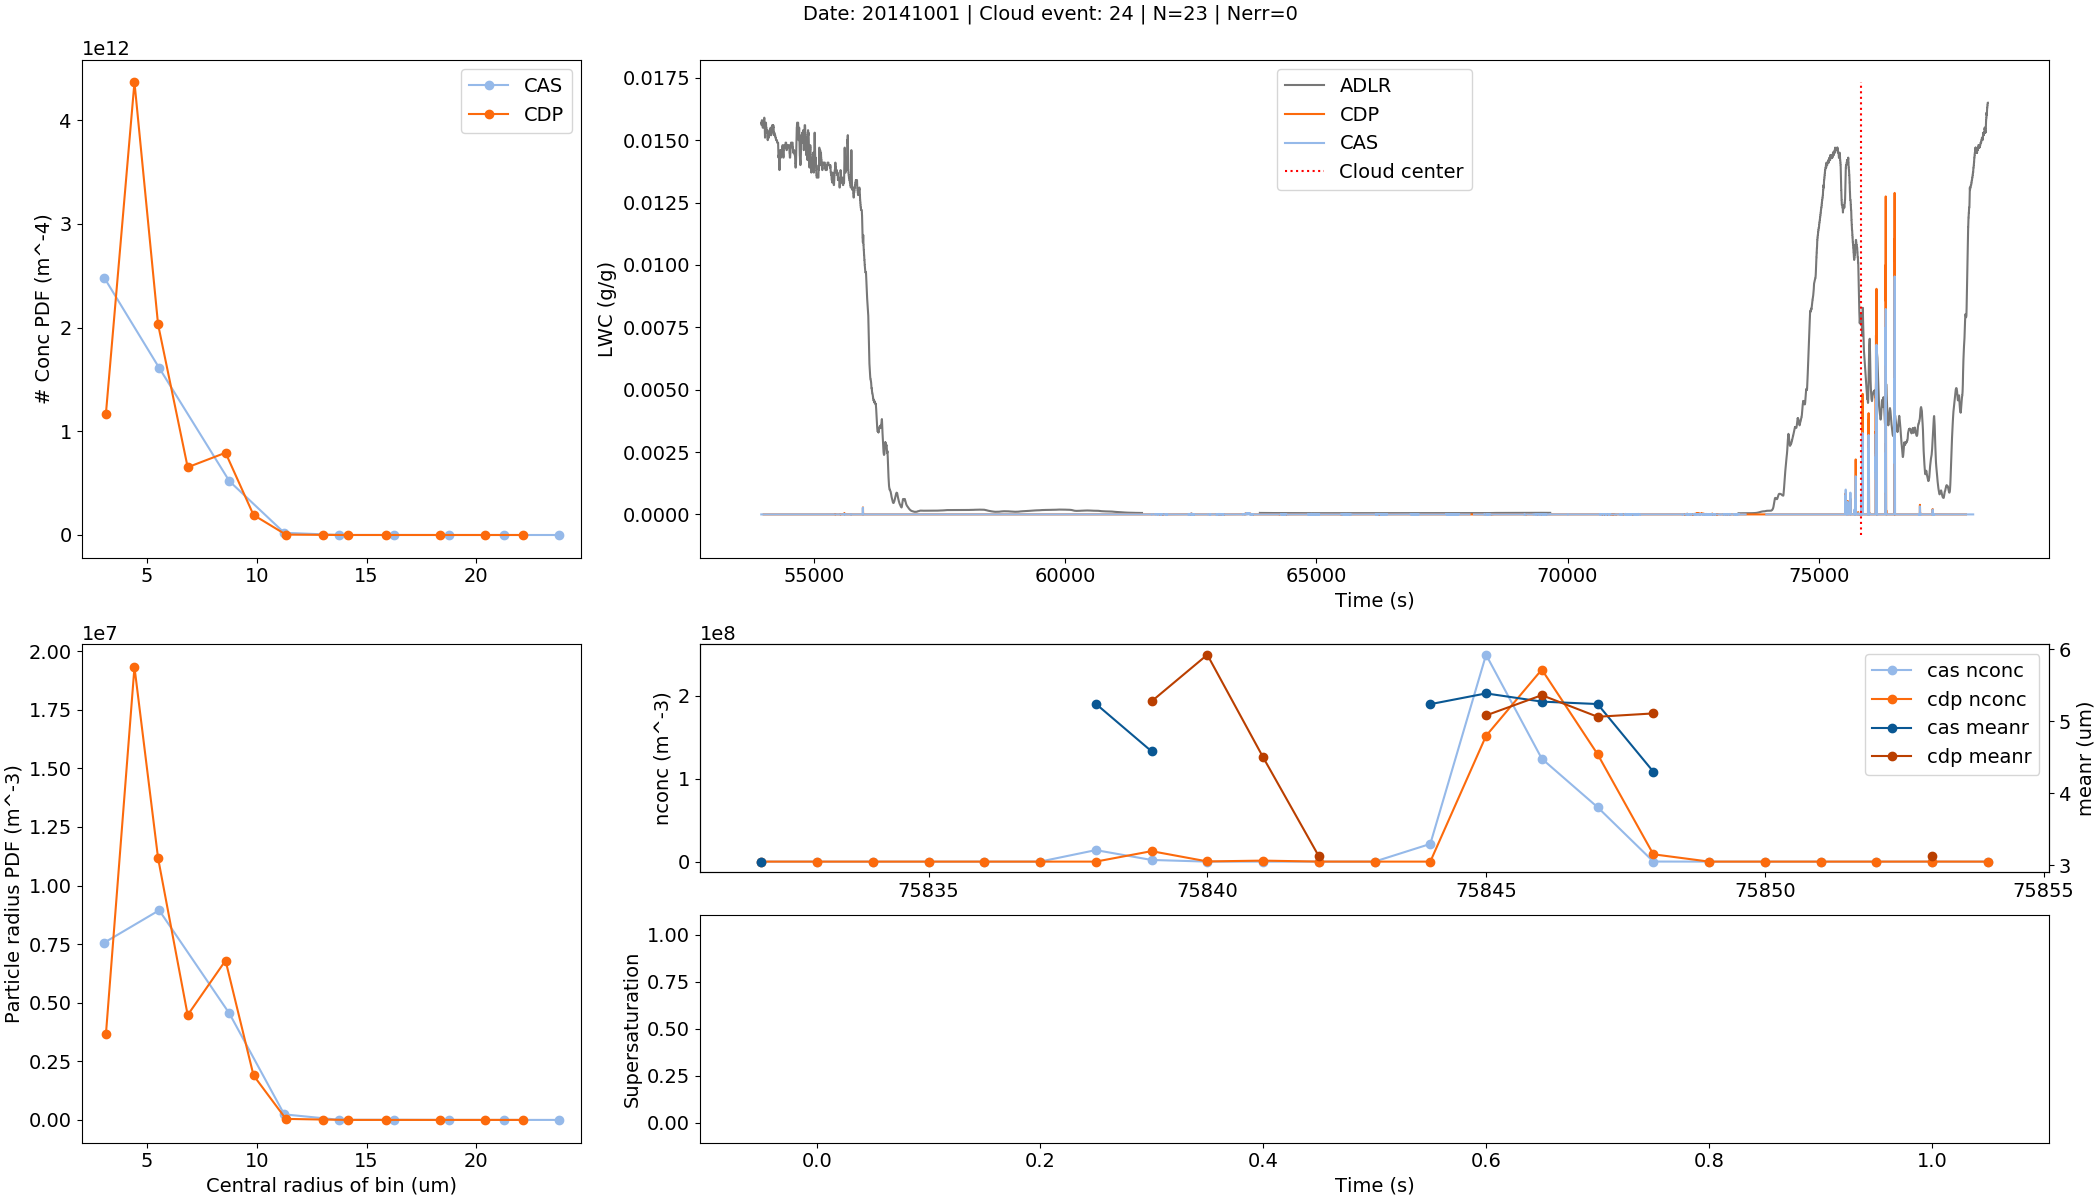 Date: 20141001 | Cloud event: 24 | N=23 | Nerr=0
1e12
# Conc PDF (m^-4)
4
3
2
1
0
5 10 15 20
CAS
CDP
LWC (g/g)
0.0175
0.0150
0.0125
0.0100
0.0075
0.0050
0.0025
0.0000
55000 60000 65000 70000 75000
Time (s)
ADLR
CDP
CAS
Cloud center
1e7
Particle radius PDF (m^-3)
2.00
1.75
1.50
1.25
1.00
0.75
0.50
0.25
0.00
5 10 15 20
Central radius of bin (um)
1e8
nconc (m^-3)
2
1
0
75835 75840 75845 75850 75855
6
5
4
3
meanr (um)
cas nconc
cdp nconc
cas meanr
cdp meanr
Supersaturation
1.00
0.75
0.50
0.25
0.00
0.0 0.2 0.4 0.6 0.8 1.0
Time (s)